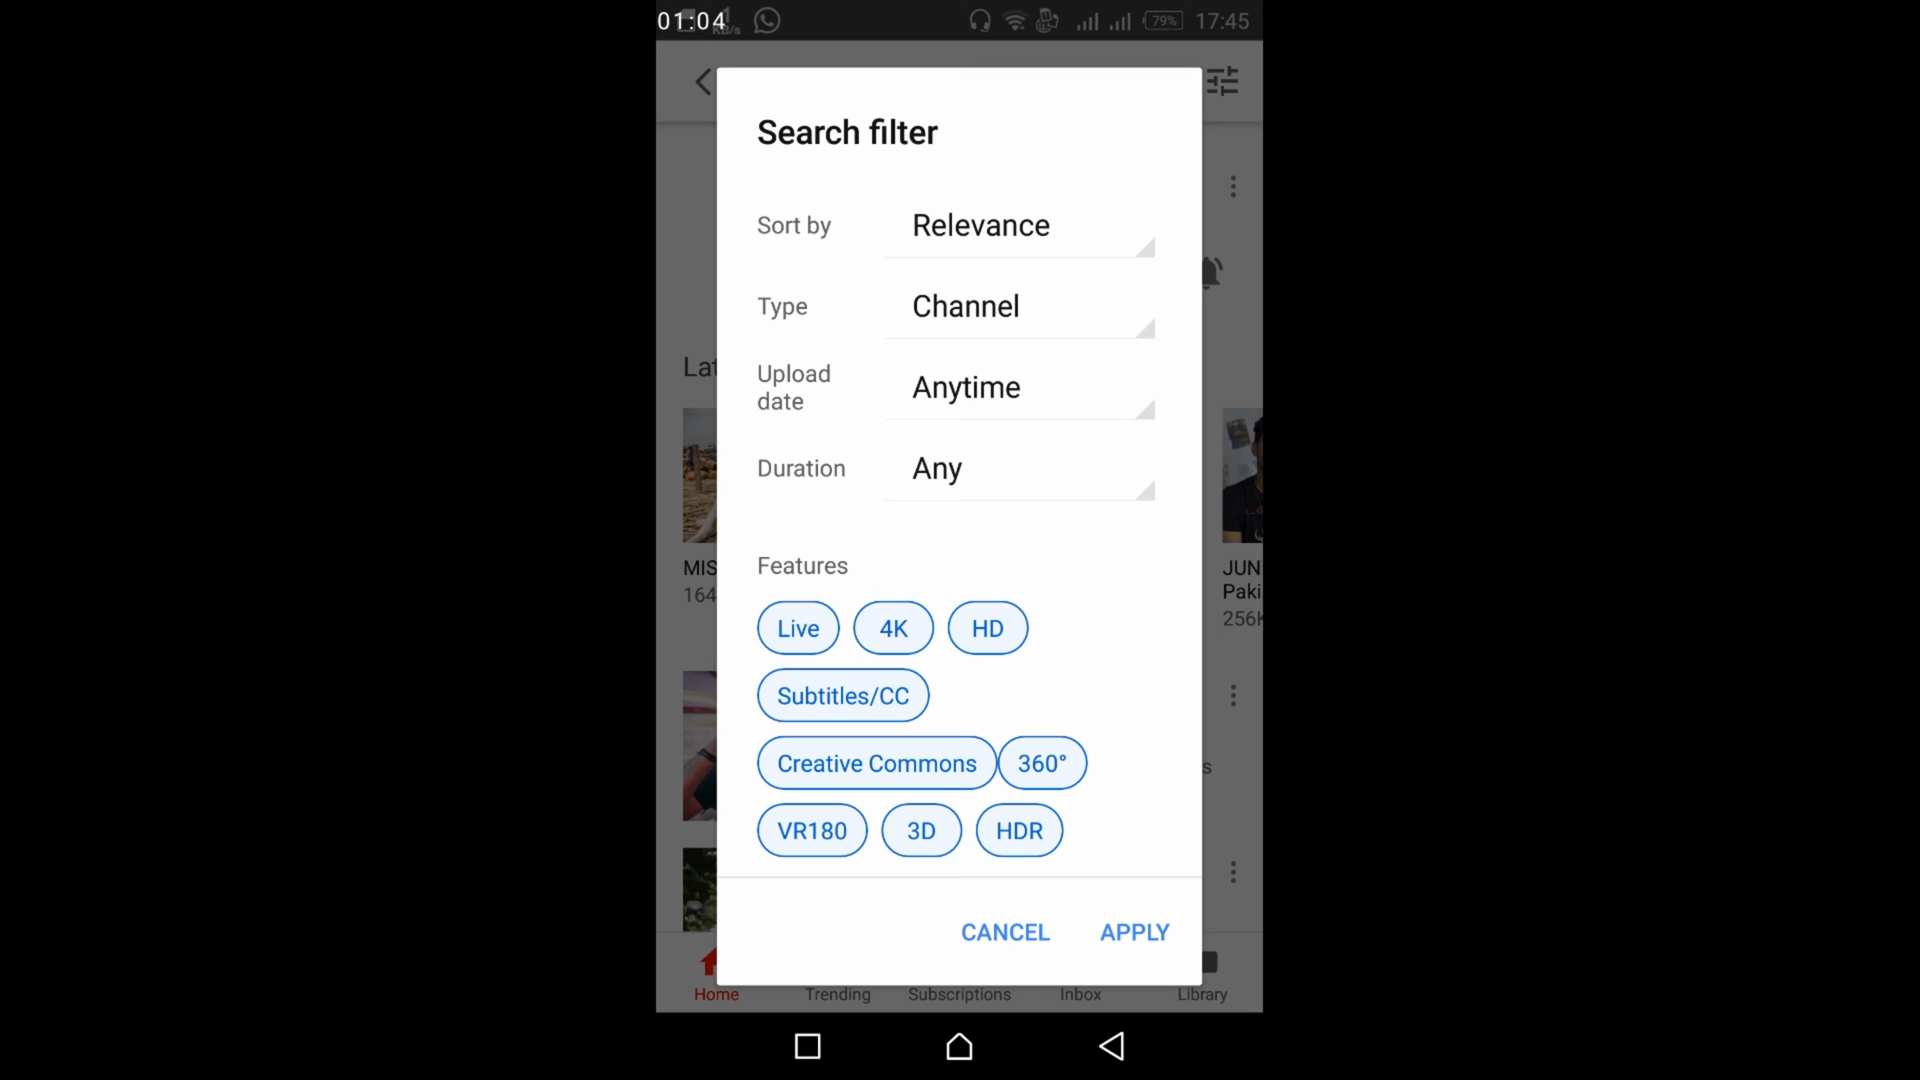 01:04 KB/s 79% 17:45
Search filter
Sort by Relevance
Type Channel
Upload date Anytime
Duration Any
Features
Live 4K HD
Subtitles/CC
Creative Commons 360°
VR180 3D HDR
CANCEL APPLY
Lat
MIS
164
JUN
Paki
256K
s
Home Trending Subscriptions Inbox Library